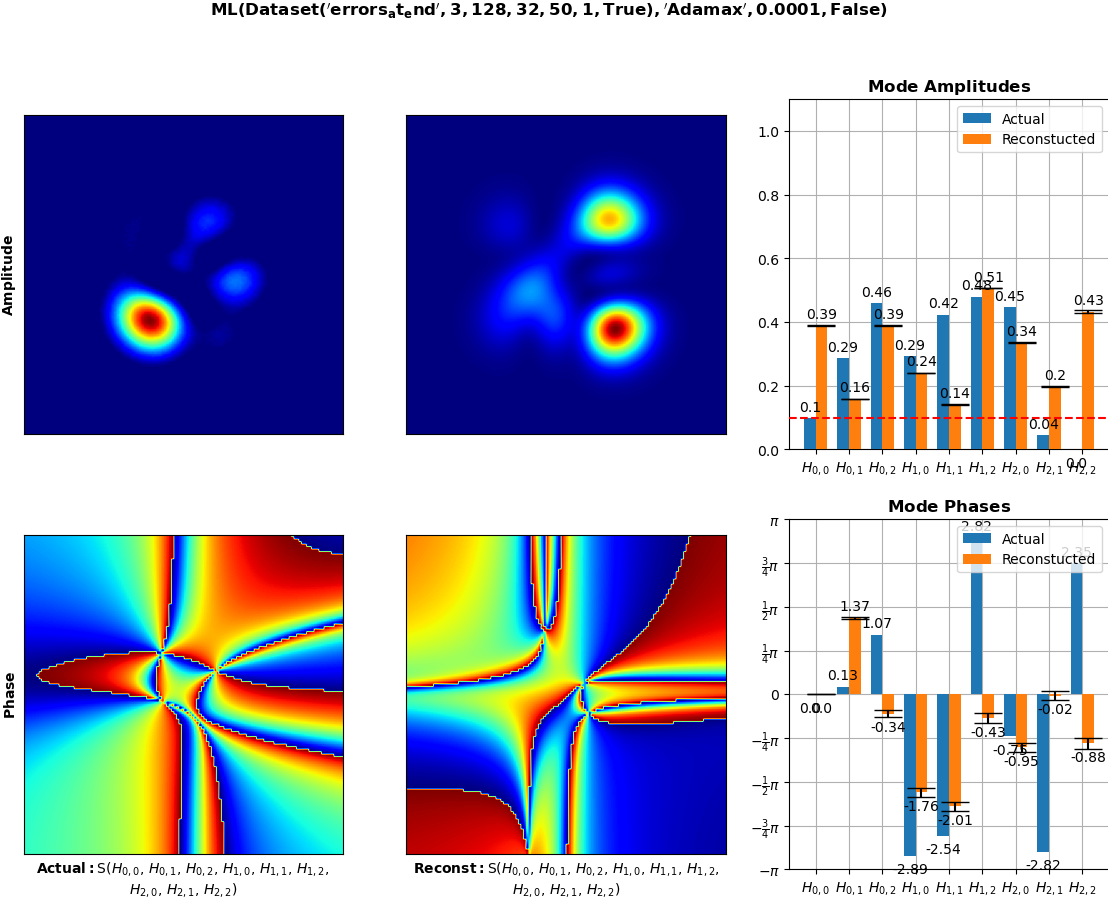 ML(Dataset('errors_at_end', 3, 128, 32, 50, 1, True), 'Adamax', 0.0001, False)
Amplitude
Mode Amplitudes
Actual
Reconstucted
1.0
0.8
0.6
0.4
0.2
0.0
0.1
0.39
0.29
0.16
0.46
0.39
0.29
0.24
0.42
0.14
0.48
0.51
0.45
0.34
0.04
0.2
0.0
0.43
H0,0 H0,1 H0,2 H1,0 H1,1 H1,2 H2,0 H2,1 H2,2
Phase
Mode Phases
Actual
Reconstucted
π
3/4π
1/2π
1/4π
0
−1/4π
−1/2π
−3/4π
−π
0.0
0.0
0.13
1.37
1.07
-0.34
-2.89
-1.76
-2.54
-2.01
2.82
-0.43
-0.75
-0.95
-2.82
-0.02
2.35
-0.88
H0,0 H0,1 H0,2 H1,0 H1,1 H1,2 H2,0 H2,1 H2,2
Actual: S(H0,0, H0,1, H0,2, H1,0, H1,1, H1,2,
H2,0, H2,1, H2,2)
Reconst: S(H0,0, H0,1, H0,2, H1,0, H1,1, H1,2,
H2,0, H2,1, H2,2)